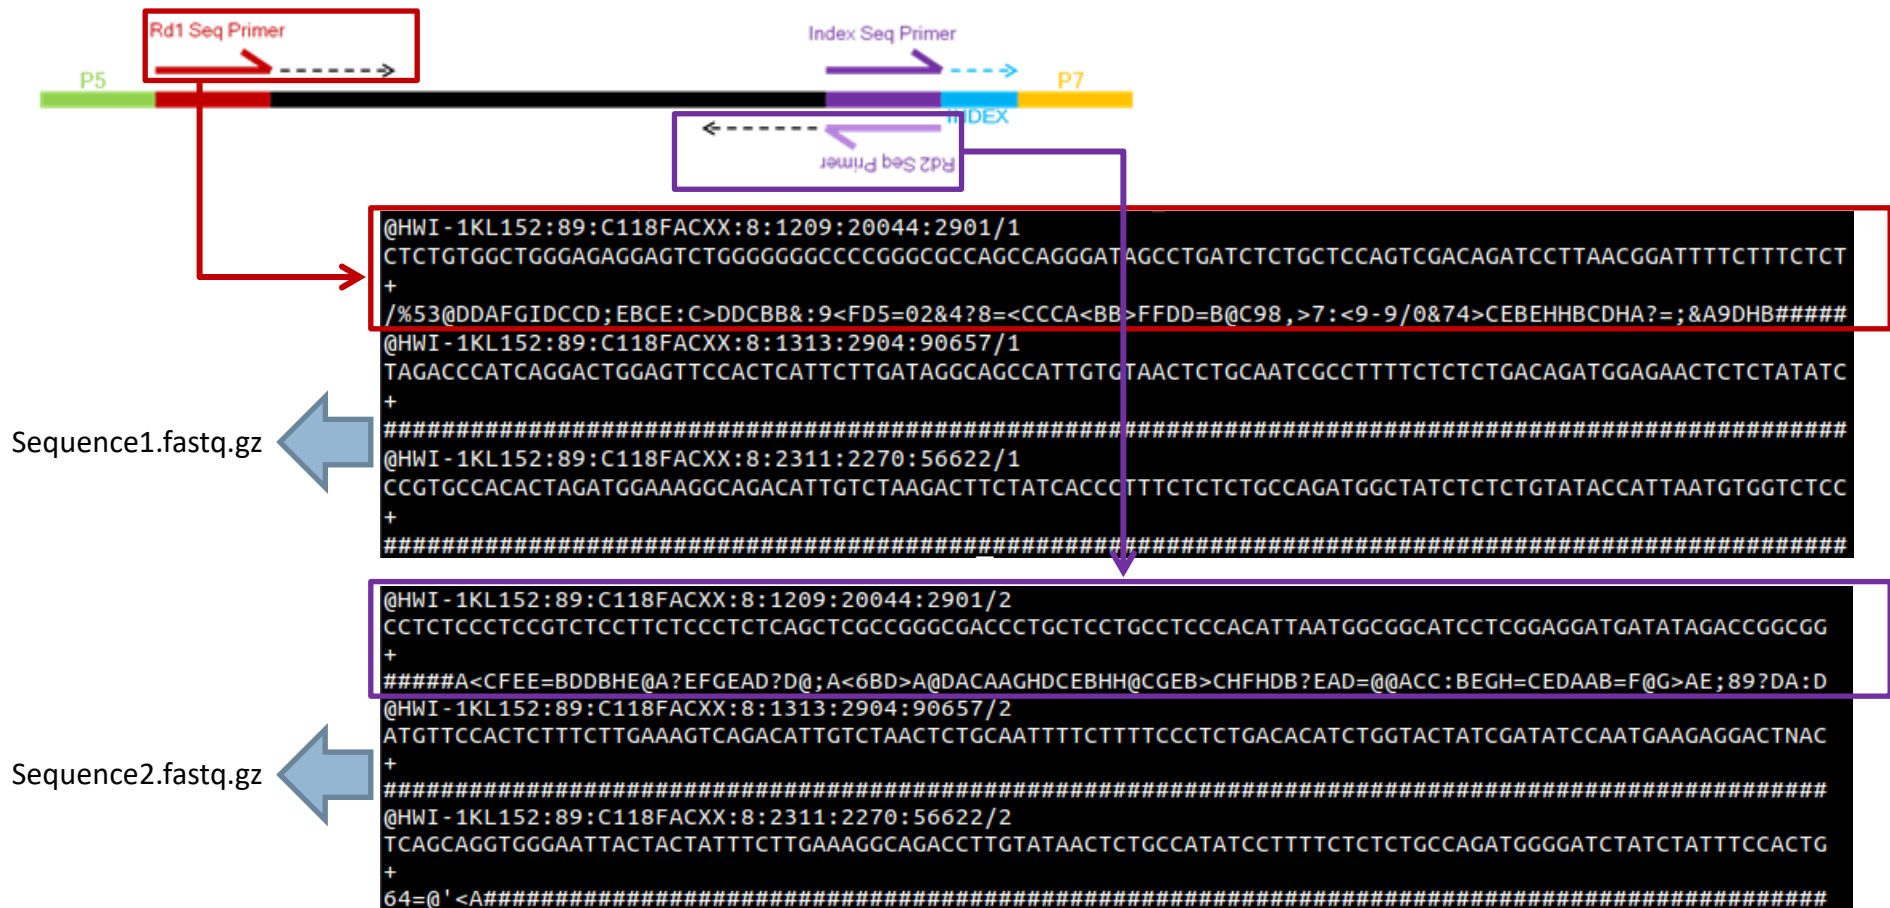 Rd1 Seq Primer
Index Seq Primer
P5
P7
INDEX
Rd2 Seq Primer
@HWI-1KL152:89:C118FACXX:8:1209:20044:2901/1
CTCTGTGGCTGGGAGAGGAGTCTGGGGGGGCCCCGGGCGCCAGCCAGGGATAGCCTGATCTCTGCTCCAGTCGACAGATCCTTAACGGATTTTCTTTCTCT
+
/%53@DDAFGIDCCD;EBCE:C>DDCBB&:9<FD5=02&4?8=<CCCA<BB>FFDD=B@C98,>7:<9-9/0&74>CEBEHHBCDHA?=;&A9DHB#####
@HWI-1KL152:89:C118FACXX:8:1313:2904:90657/1
TAGACCCATCAGGACTGGAGTTCCACTCATTCTTGATAGGCAGCCATTGTGTAACTCTGCAATCGCCTTTTCTCTCTGACAGATGGAGAACTCTCTATATC
+
#####################################################################################################
@HWI-1KL152:89:C118FACXX:8:2311:2270:56622/1
CCGTGCCACACTAGATGGAAAGGCAGACATTGTCTAAGACTTCTATCACCCTTTCTCTCTGCCAGATGGCTATCTCTCTGTATACCATTAATGTGGTCTCC
+
#####################################################################################################
Sequence1.fastq.gz
@HWI-1KL152:89:C118FACXX:8:1209:20044:2901/2
CCTCTCCCTCCGTCTCCTTCTCCCTCTCAGCTCGCCGGGCGACCCTGCTCCTGCCTCCCACATTAATGGCGGCATCCTCGGAGGATGATATAGACCGGCGG
+
#####A<CFEE=BDDBHE@A?EFGEAD?D@;A<6BD>A@DACAAGHDCEBHH@CGEB>CHFHDB?EAD=@@ACC:BEGH=CEDAAB=F@G>AE;89?DA:D
@HWI-1KL152:89:C118FACXX:8:1313:2904:90657/2
ATGTTCCACTCTTTCTTGAAAGTCAGACATTGTCTAACTCTGCAATTTTCTTTTCCCTCTGACACATCTGGTACTATCGATATCCAATGAAGAGGACTNAC
+
#####################################################################################################
@HWI-1KL152:89:C118FACXX:8:2311:2270:56622/2
TCAGCAGGTGGGAATTACTACTATTTCTTGAAAGGCAGACCTTGTATAACTCTGCCATATCCTTTTCTCTCTGCCAGATGGGGATCTATCTATTTCCACTG
+
64=@'<A##############################################################################################
Sequence2.fastq.gz